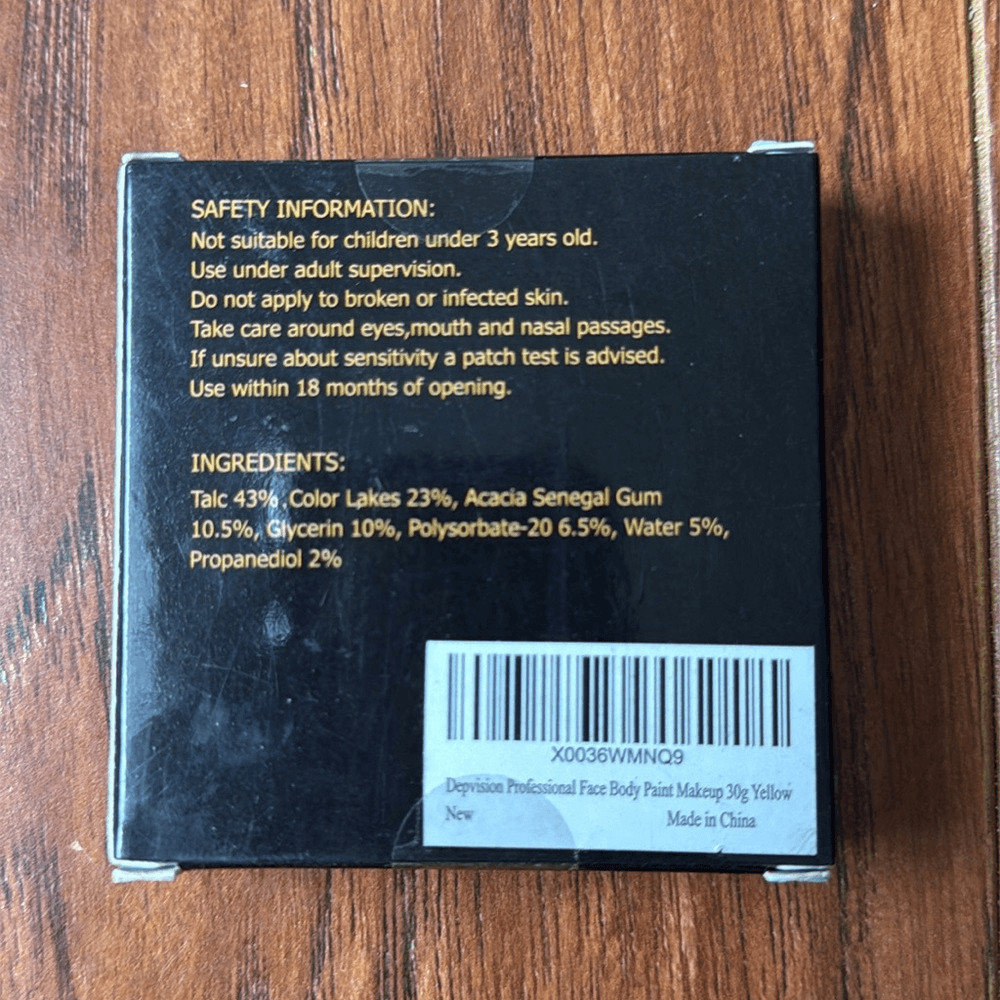 SAFETY INFORMATION:
Not suitable for children under 3 years old.
Use under adult supervision.
Do not apply to broken or infected skin.
Take care around eyes,mouth and nasal passages.
If unsure about sensitivity a patch test is advised.
Use within 18 months of opening.
INGREDIENTS:
Talc 43% ,Color Lakes 23%, Acacia Senegal Gum
10.5%, Glycerin 10%, Polysorbate-20 6.5%, Water 5%,
Propanediol 2%
X0036WMNQ9
Depvision Professional Face Body Paint Makeup 30g Yellow
New Made in China